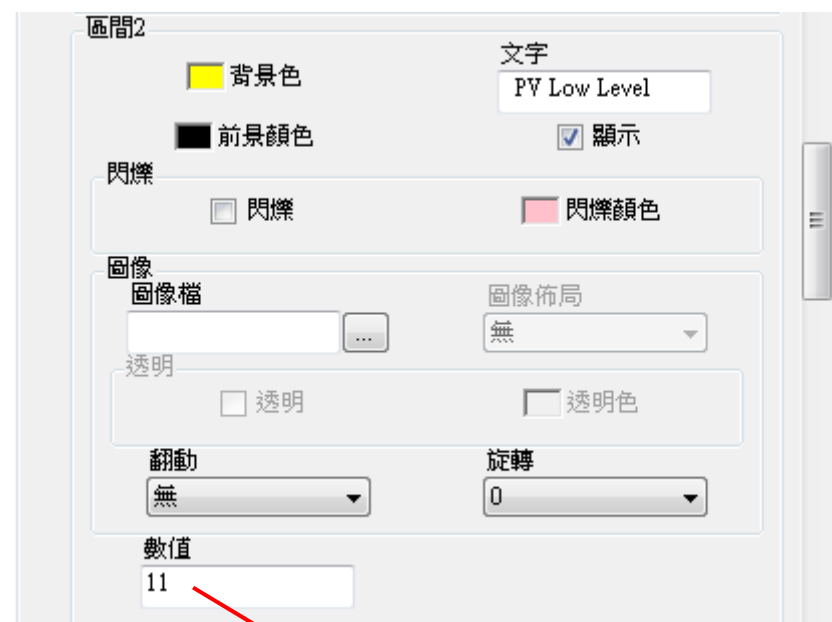 區間2
背景色
文字
PV Low Level
前景顏色
顯示
閃爍
閃爍
閃爍顏色
圖像
圖像檔
圖像佈局
...
無
透明
透明
透明色
翻動
旋轉
無
0
數值
11